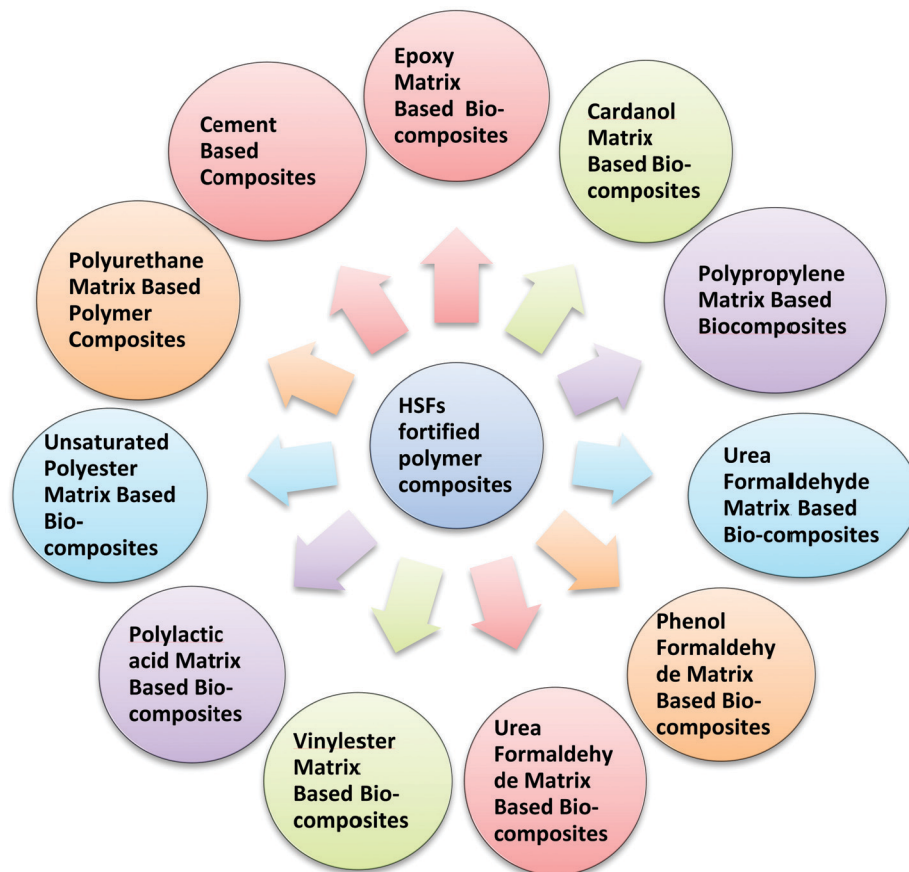 Epoxy
Matrix
Based Bio-
composites
Cardanol
Matrix
Based Bio-
composites
Polypropylene
Matrix Based
Biocomposites
Urea
Formaldehyde
Matrix Based
Bio-composites
Phenol
Formaldehy
de Matrix
Based Bio-
composites
Urea
Formaldehy
de Matrix
Based Bio-
composites
Vinylester
Matrix
Based Bio-
composites
Polylactic
acid Matrix
Based Bio-
composites
Unsaturated
Polyester
Matrix Based
Bio-
composites
Polyurethane
Matrix Based
Polymer
Composites
Cement
Based
Composites
HSFs
fortified
polymer
composites